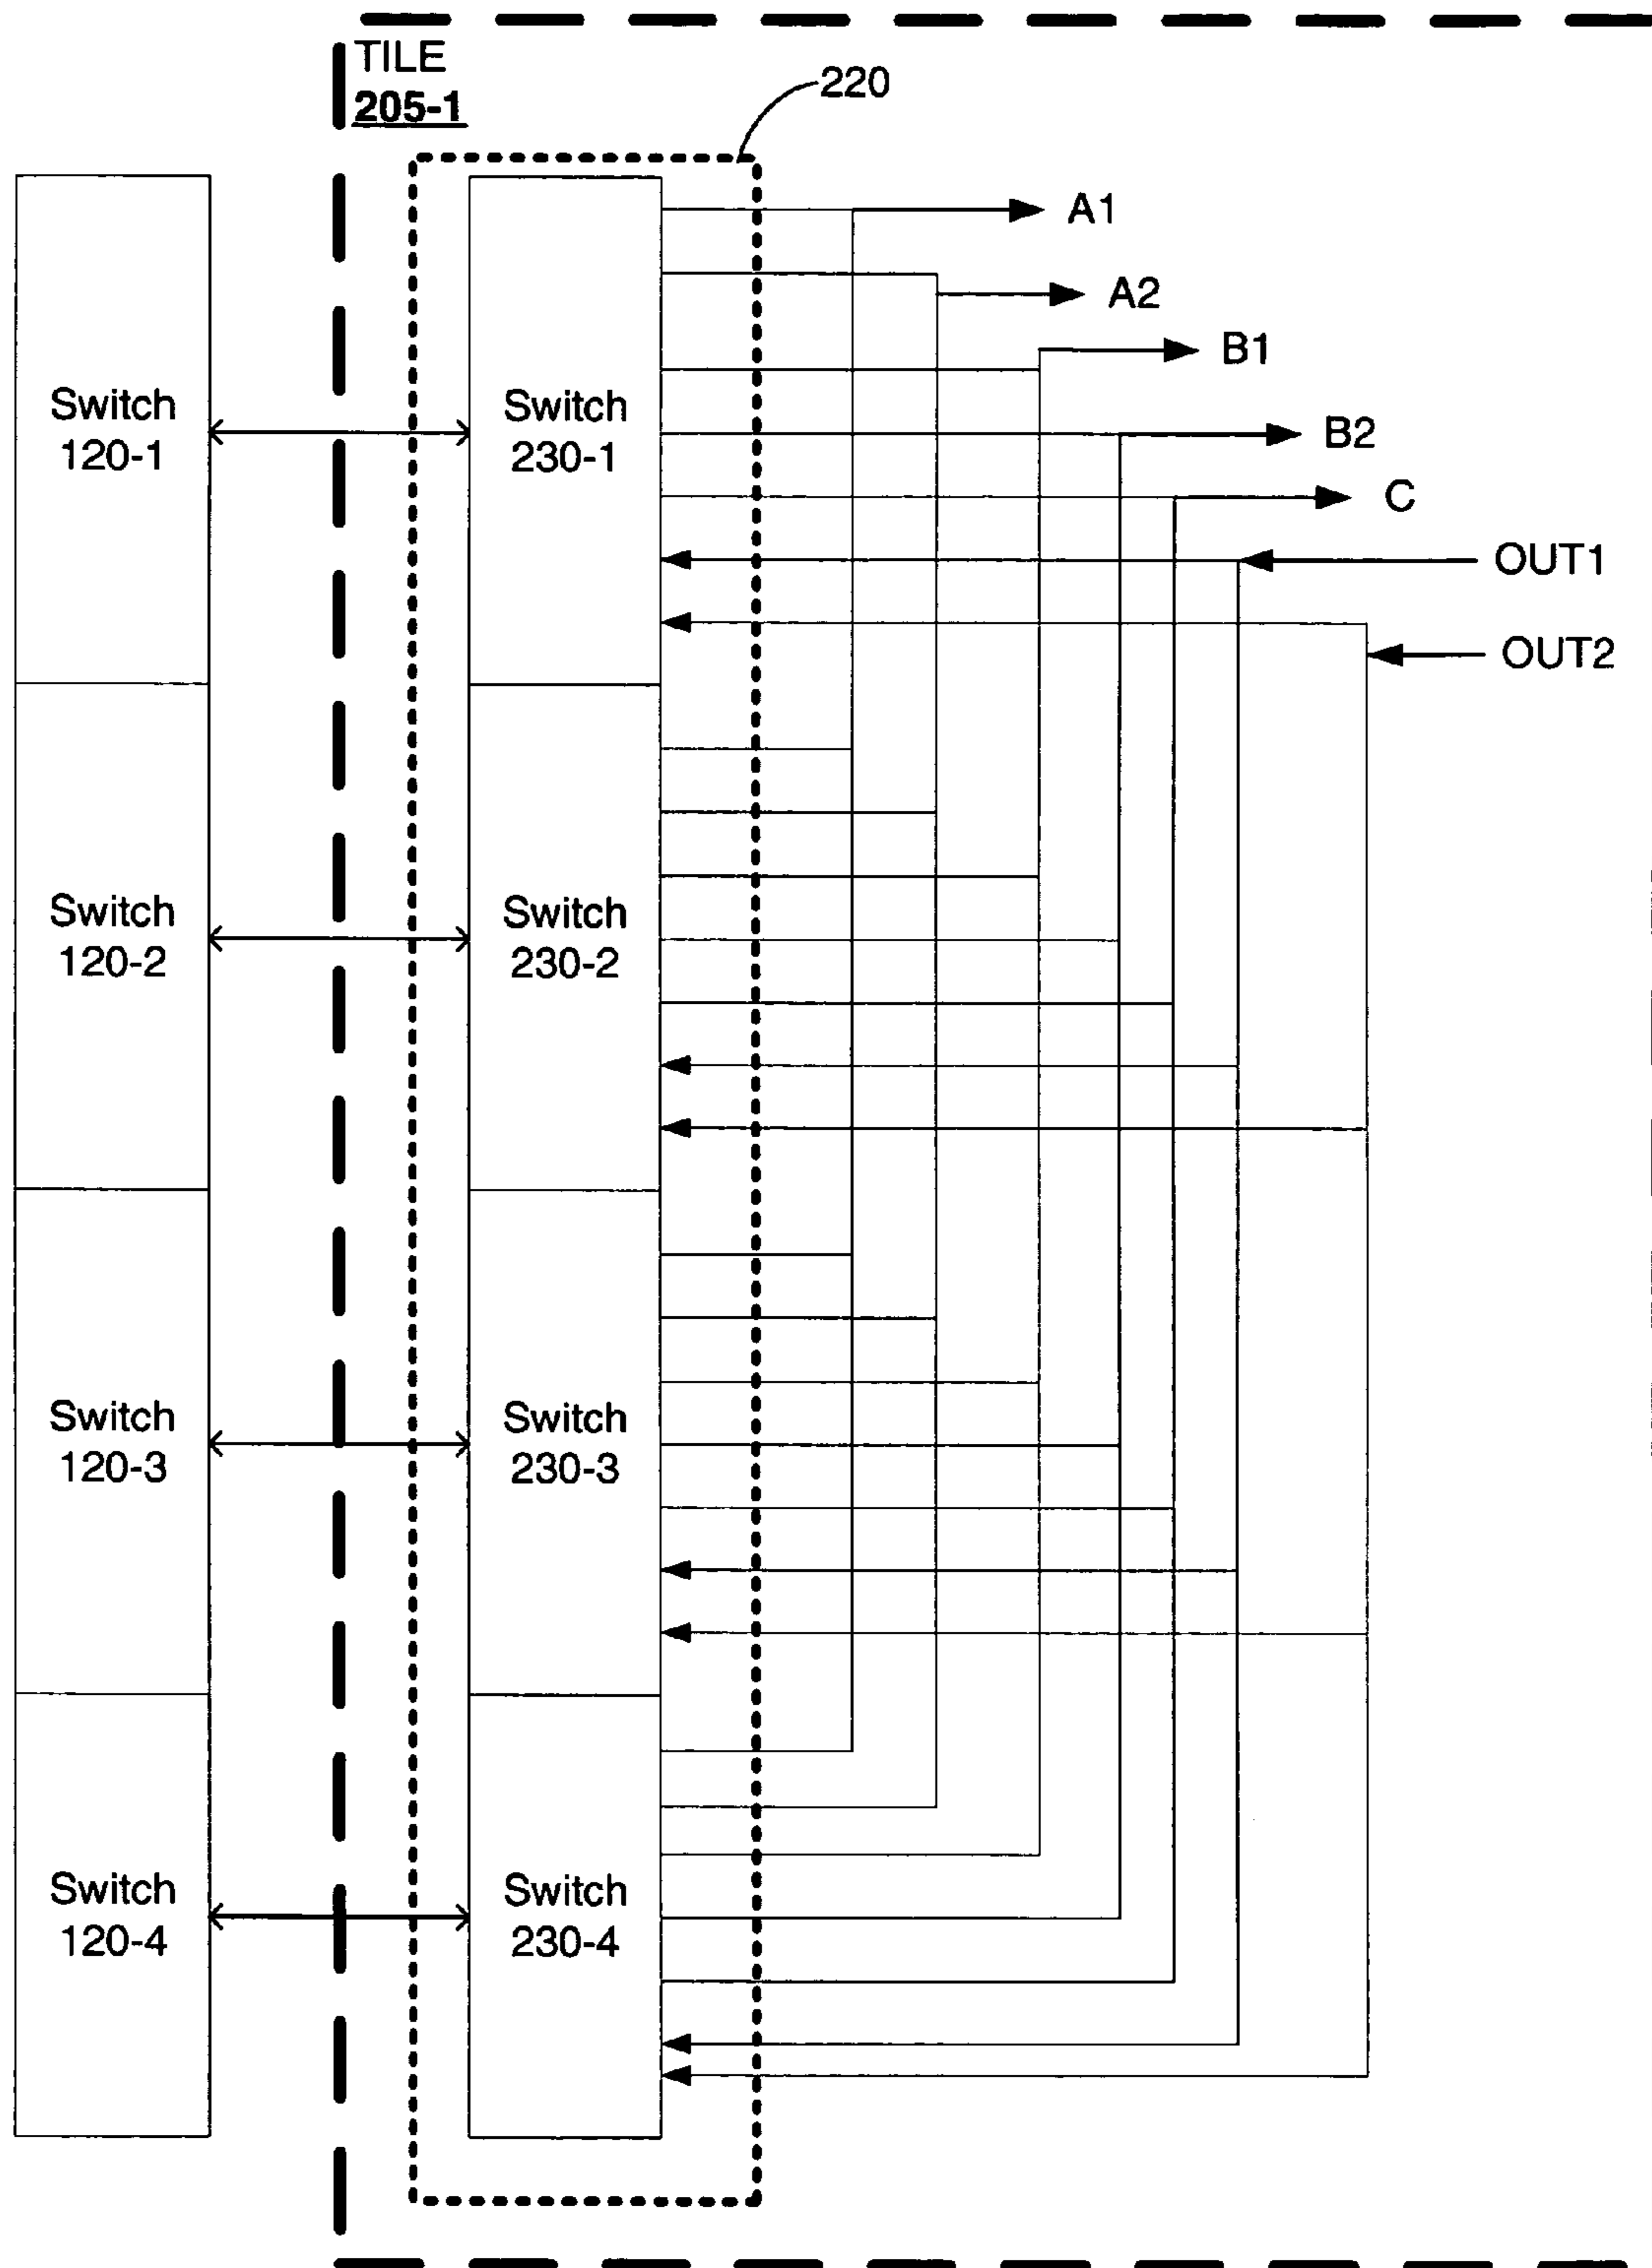 TILE
205-1
220
A1
A2
B1
B2
C
OUT1
OUT2
Switch
120-1
Switch
230-1
Switch
120-2
Switch
230-2
Switch
120-3
Switch
230-3
Switch
120-4
Switch
230-4